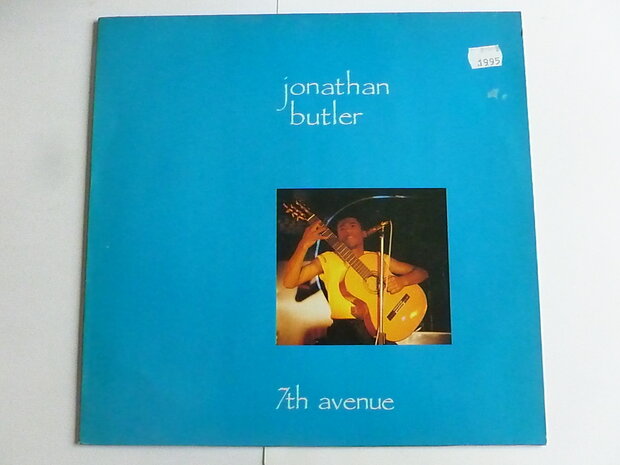 1995
jonathan
butler
7th avenue